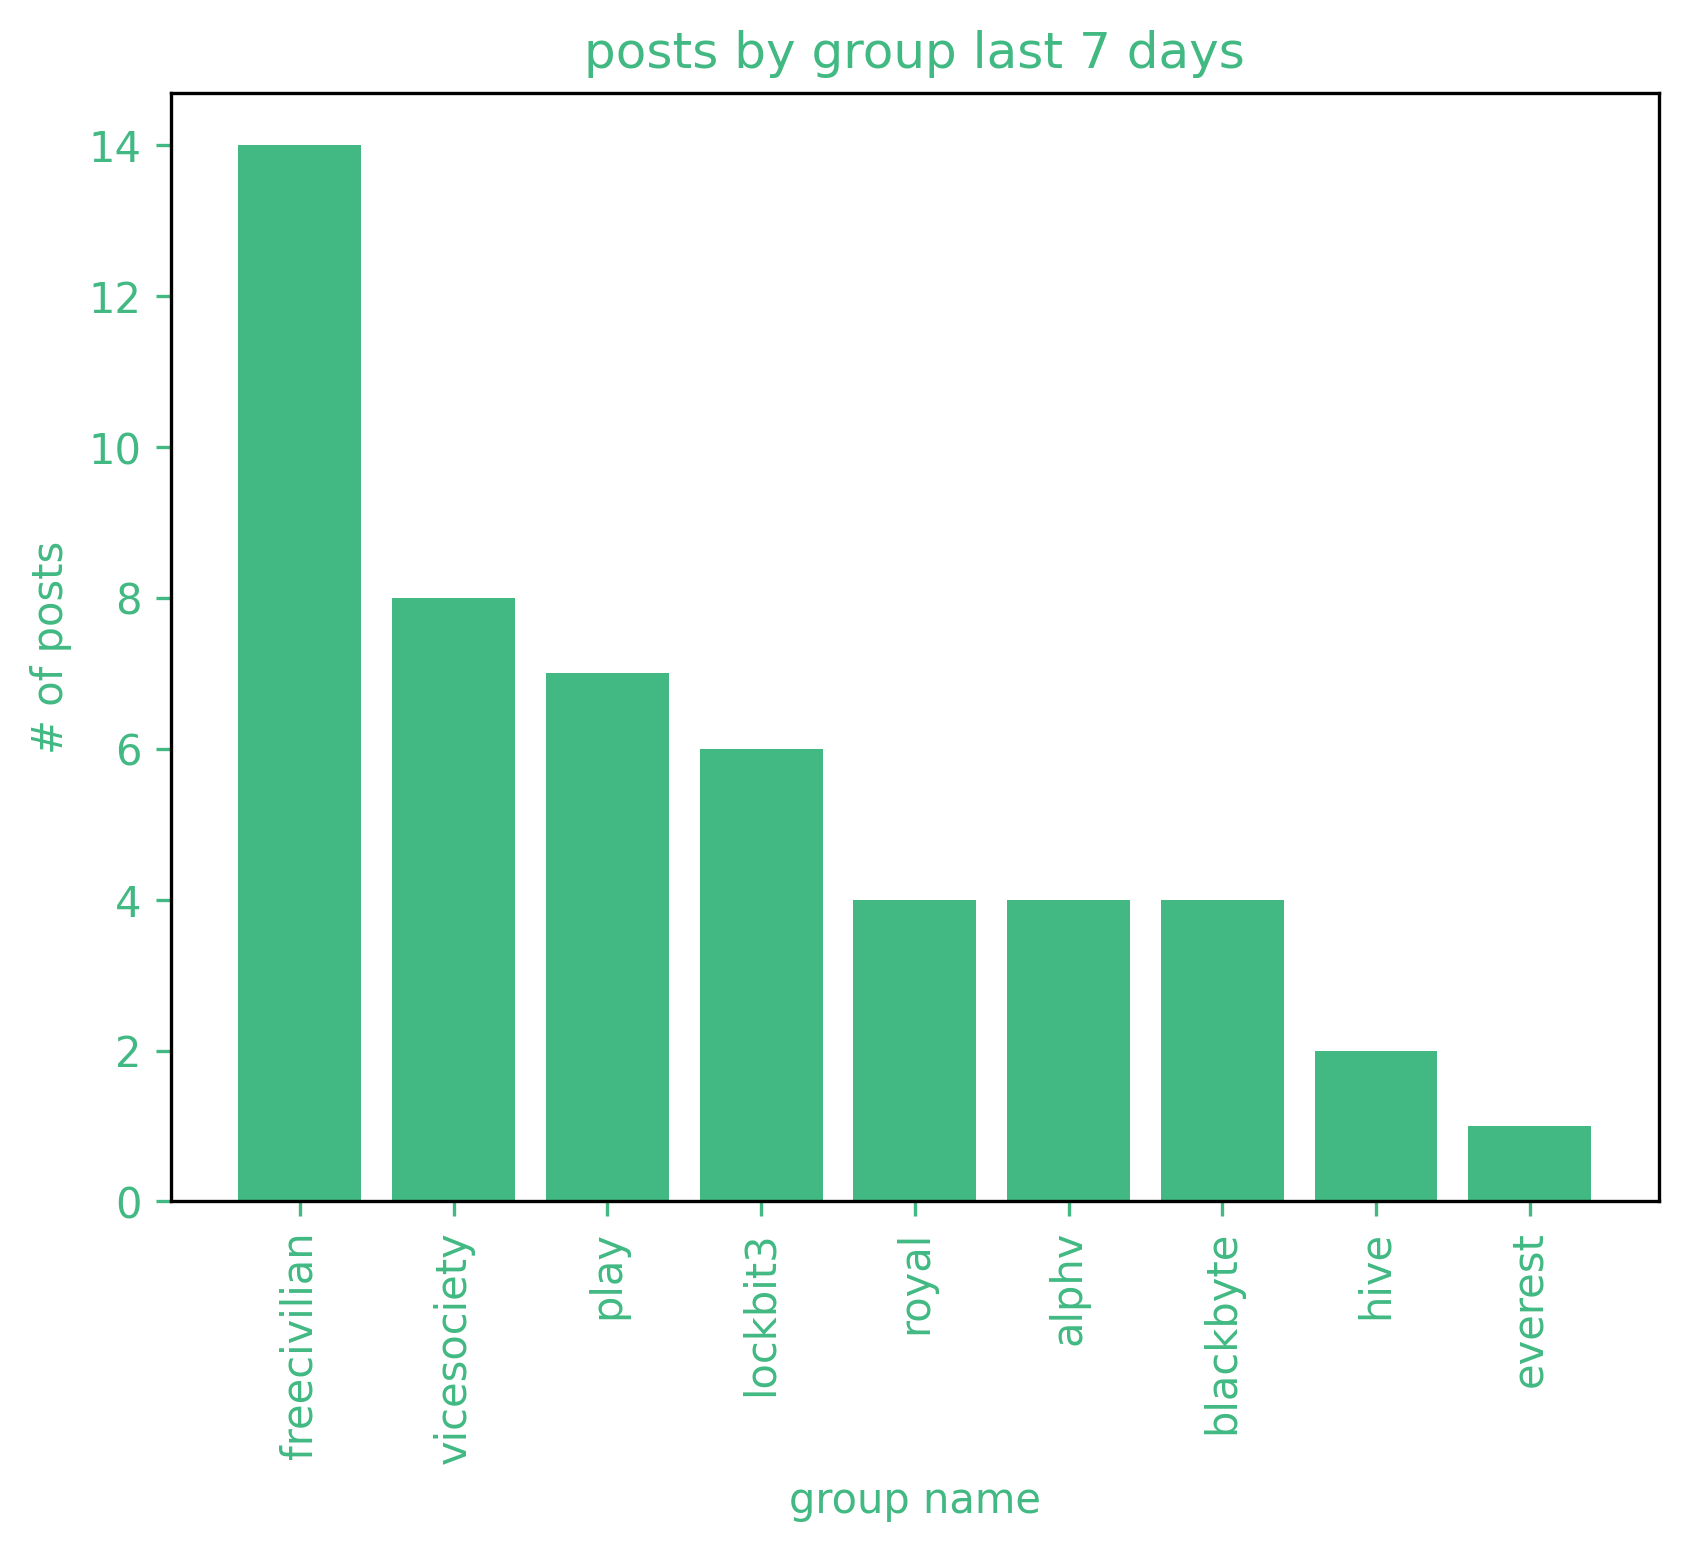 posts by group last 7 days
14
12
10
8
6
4
2
0
# of posts
freecivilian
vicesociety
play
lockbit3
royal
alphv
blackbyte
hive
everest
group name